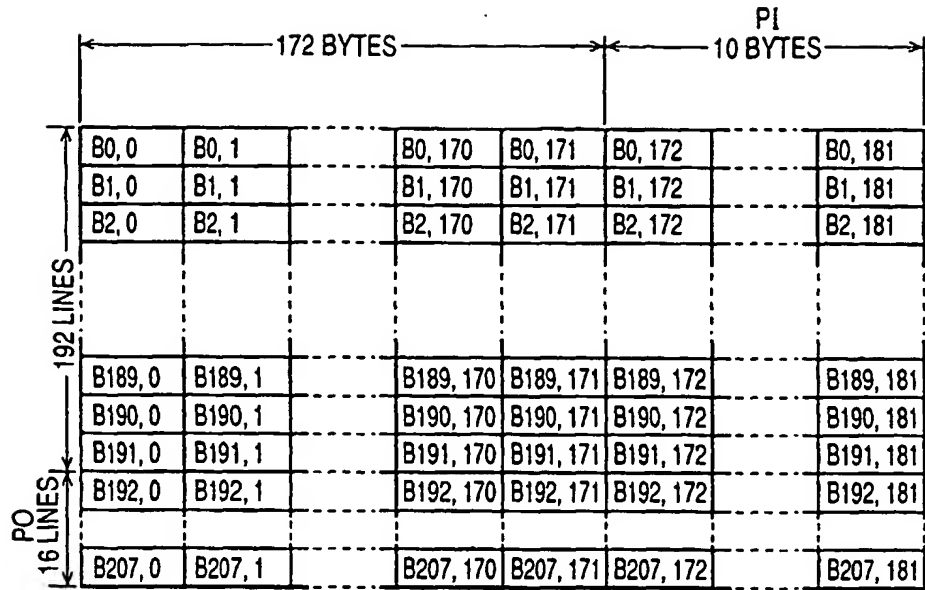 PI
172 BYTES 10 BYTES
B0, 0 B0, 1 B0, 170 B0, 171 B0, 172 B0, 181
B1, 0 B1, 1 B1, 170 B1, 171 B1, 172 B1, 181
B2, 0 B2, 1 B2, 170 B2, 171 B2, 172 B2, 181
192 LINES
B189, 0 B189, 1 B189, 170 B189, 171 B189, 172 B189, 181
B190, 0 B190, 1 B190, 170 B190, 171 B190, 172 B190, 181
B191, 0 B191, 1 B191, 170 B191, 171 B191, 172 B191, 181
B192, 0 B192, 1 B192, 170 B192, 171 B192, 172 B192, 181
PO
16 LINES
B207, 0 B207, 1 B207, 170 B207, 171 B207, 172 B207, 181